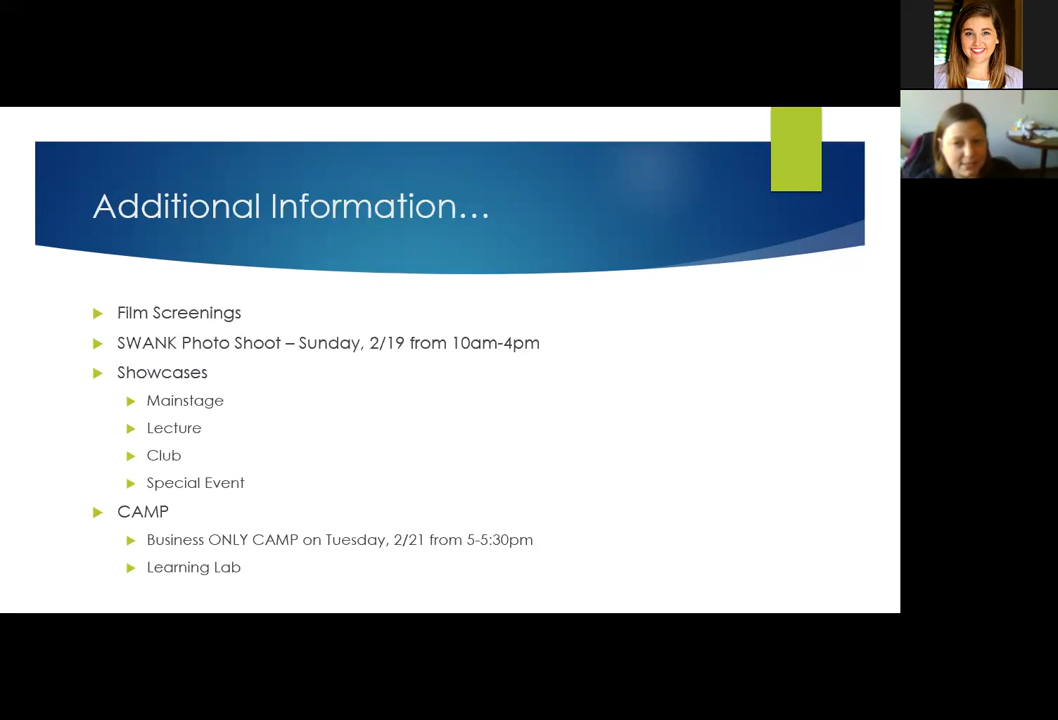 Additional Information…
Film Screenings
SWANK Photo Shoot – Sunday, 2/19 from 10am-4pm
Showcases
Mainstage
Lecture
Club
Special Event
CAMP
Business ONLY CAMP on Tuesday, 2/21 from 5-5:30pm
Learning Lab